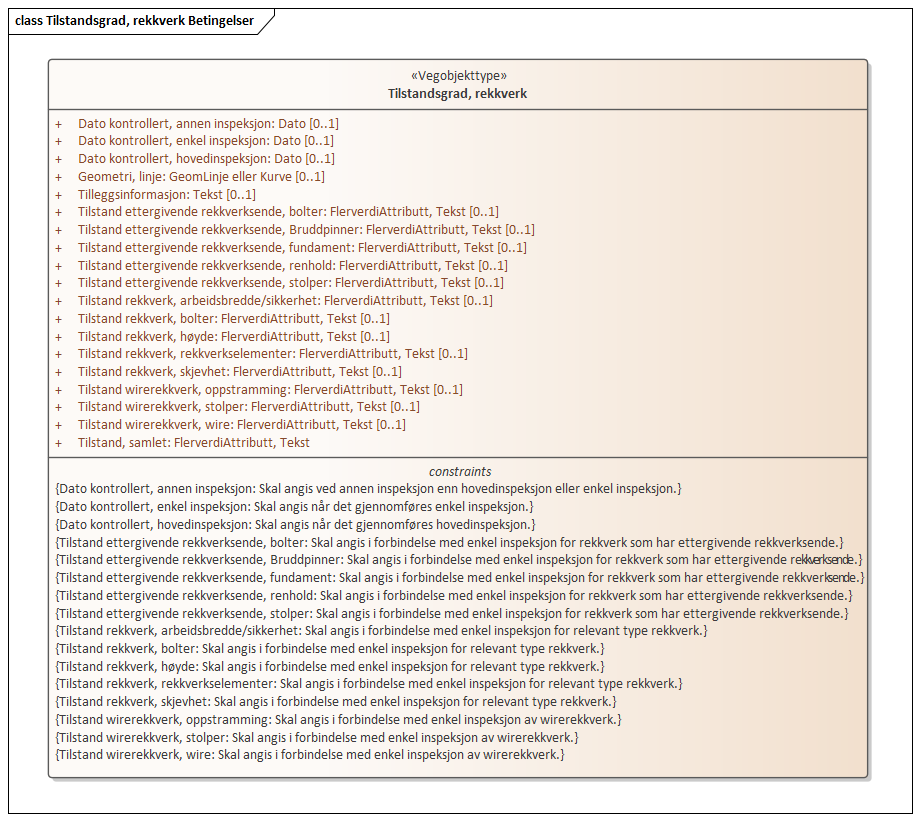 class Tilstandsgrad, rekkverk Betingelser
«Vegobjekttype»
Tilstandsgrad, rekkverk
+ Dato kontrollert, annen inspeksjon: Dato [0..1]
+ Dato kontrollert, enkel inspeksjon: Dato [0..1]
+ Dato kontrollert, hovedinspeksjon: Dato [0..1]
+ Geometri, linje: GeomLinje eller Kurve [0..1]
+ Tilleggsinformasjon: Tekst [0..1]
+ Tilstand ettergivende rekkverksende, bolter: FlerverdiAttributt, Tekst [0..1]
+ Tilstand ettergivende rekkverksende, Bruddpinner: FlerverdiAttributt, Tekst [0..1]
+ Tilstand ettergivende rekkverksende, fundament: FlerverdiAttributt, Tekst [0..1]
+ Tilstand ettergivende rekkverksende, renhold: FlerverdiAttributt, Tekst [0..1]
+ Tilstand ettergivende rekkverksende, stolper: FlerverdiAttributt, Tekst [0..1]
+ Tilstand rekkverk, arbeidsbredde/sikkerhet: FlerverdiAttributt, Tekst [0..1]
+ Tilstand rekkverk, bolter: FlerverdiAttributt, Tekst [0..1]
+ Tilstand rekkverk, høyde: FlerverdiAttributt, Tekst [0..1]
+ Tilstand rekkverk, rekkverkselementer: FlerverdiAttributt, Tekst [0..1]
+ Tilstand rekkverk, skjevhet: FlerverdiAttributt, Tekst [0..1]
+ Tilstand wirerekkverk, oppstramming: FlerverdiAttributt, Tekst [0..1]
+ Tilstand wirerekkverk, stolper: FlerverdiAttributt, Tekst [0..1]
+ Tilstand wirerekkverk, wire: FlerverdiAttributt, Tekst [0..1]
+ Tilstand, samlet: FlerverdiAttributt, Tekst
constraints
{Dato kontrollert, annen inspeksjon: Skal angis ved annen inspeksjon enn hovedinspeksjon eller enkel inspeksjon.}
{Dato kontrollert, enkel inspeksjon: Skal angis når det gjennomføres enkel inspeksjon.}
{Dato kontrollert, hovedinspeksjon: Skal angis når det gjennomføres hovedinspeksjon.}
{Tilstand ettergivende rekkverksende, bolter: Skal angis i forbindelse med enkel inspeksjon for rekkverk som har ettergivende rekkverksende.}
{Tilstand ettergivende rekkverksende, Bruddpinner: Skal angis i forbindelse med enkel inspeksjon for rekkverk som har ettergivende rekkverksende.}
{Tilstand ettergivende rekkverksende, fundament: Skal angis i forbindelse med enkel inspeksjon for rekkverk som har ettergivende rekkverksende.}
{Tilstand ettergivende rekkverksende, renhold: Skal angis i forbindelse med enkel inspeksjon for rekkverk som har ettergivende rekkverksende.}
{Tilstand ettergivende rekkverksende, stolper: Skal angis i forbindelse med enkel inspeksjon for rekkverk som har ettergivende rekkverksende.}
{Tilstand rekkverk, arbeidsbredde/sikkerhet: Skal angis i forbindelse med enkel inspeksjon for relevant type rekkverk.}
{Tilstand rekkverk, bolter: Skal angis i forbindelse med enkel inspeksjon for relevant type rekkverk.}
{Tilstand rekkverk, høyde: Skal angis i forbindelse med enkel inspeksjon for relevant type rekkverk.}
{Tilstand rekkverk, rekkverkselementer: Skal angis i forbindelse med enkel inspeksjon for relevant type rekkverk.}
{Tilstand rekkverk, skjevhet: Skal angis i forbindelse med enkel inspeksjon for relevant type rekkverk.}
{Tilstand wirerekkverk, oppstramming: Skal angis i forbindelse med enkel inspeksjon av wirerekkverk.}
{Tilstand wirerekkverk, stolper: Skal angis i forbindelse med enkel inspeksjon av wirerekkverk.}
{Tilstand wirerekkverk, wire: Skal angis i forbindelse med enkel inspeksjon av wirerekkverk.}